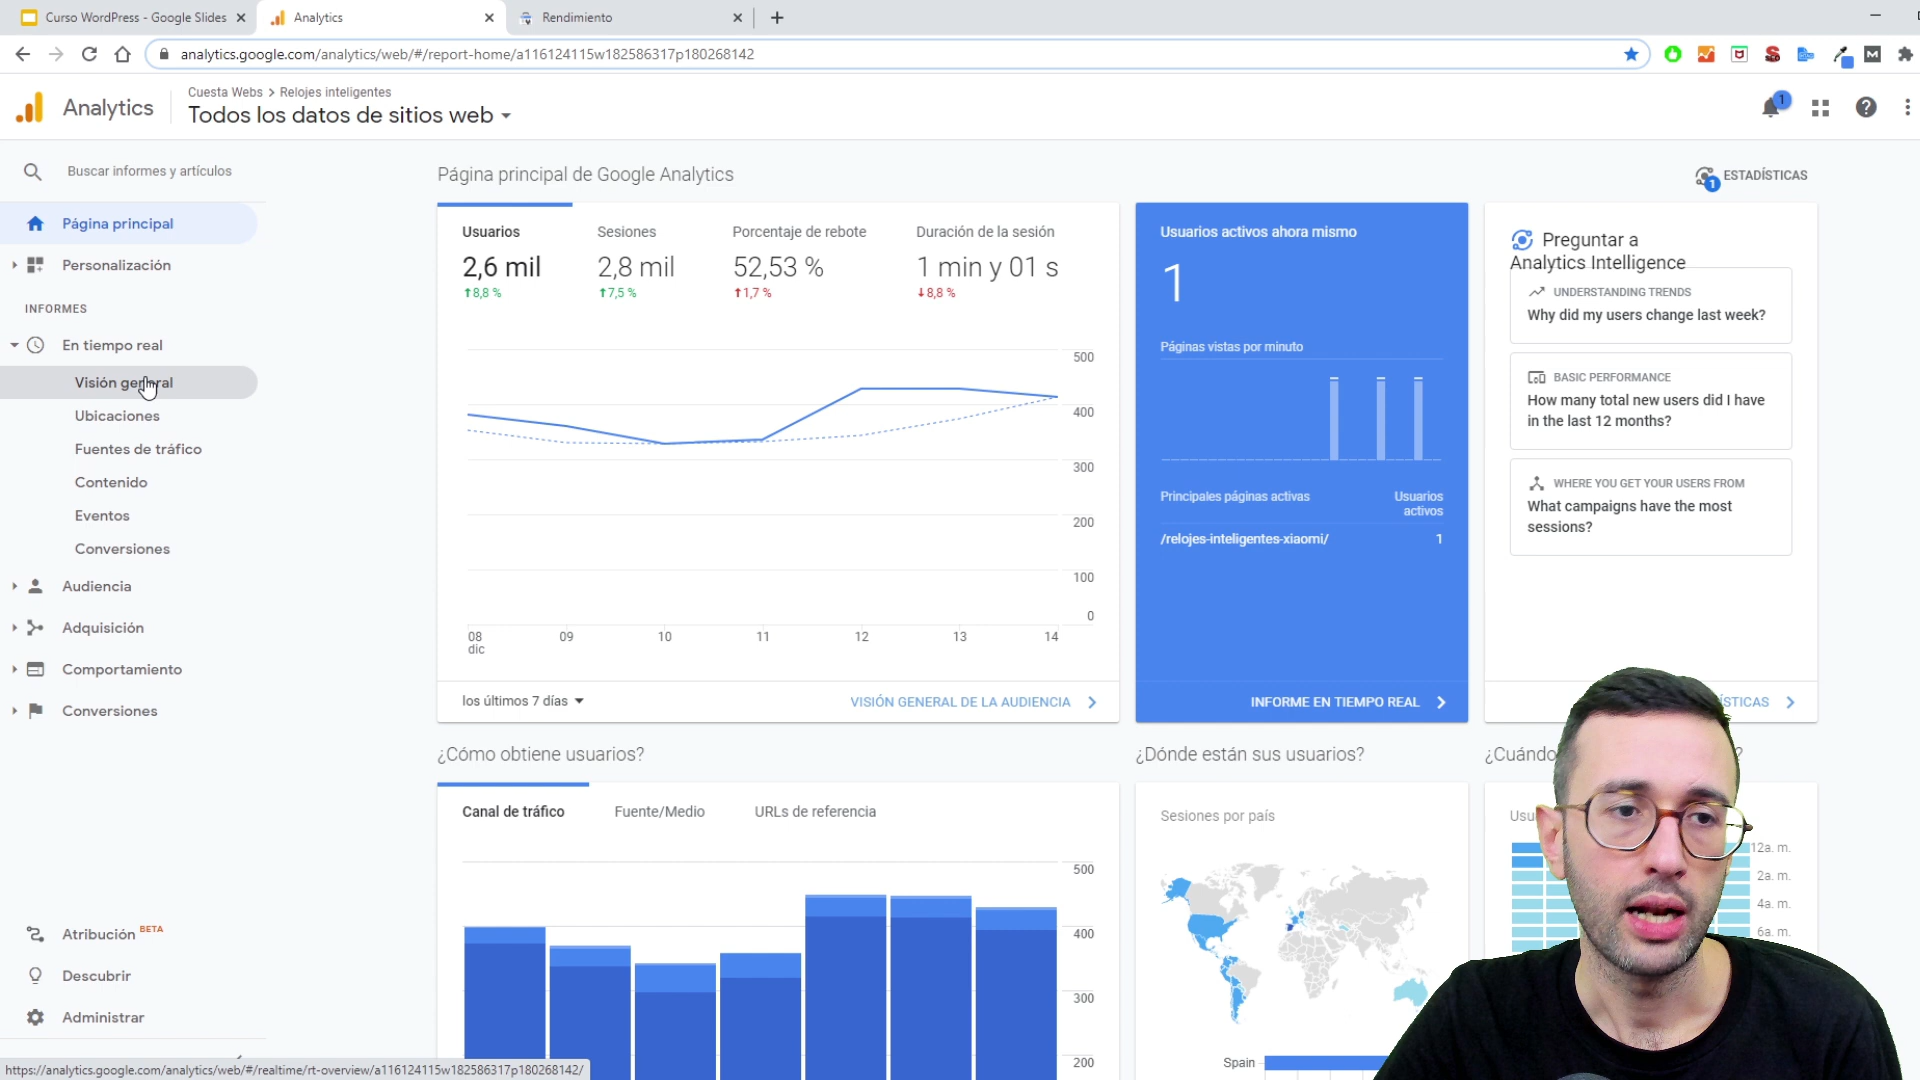 Curso WordPress - Google Slides
Analytics
Rendimiento
analytics.google.com/analytics/web/#/report-home/a116124115w182586317p180268142
Analytics
Cuesta Webs > Relojes inteligentes
Todos los datos de sitios web
1
Buscar informes y artículos
Página principal
Personalización
INFORMES
En tiempo real
Visión general
Ubicaciones
Fuentes de tráfico
Contenido
Eventos
Conversiones
Audiencia
Adquisición
Comportamiento
Conversiones
Atribución BETA
Descubrir
Administrar
https://analytics.google.com/analytics/web/#/realtime/rt-overview/a116124115w182586317p180268142/
Página principal de Google Analytics
1 ESTADÍSTICAS
Usuarios
2,6 mil
8,8 %
Sesiones
2,8 mil
7,5 %
Porcentaje de rebote
52,53 %
1,7 %
Duración de la sesión
1 min y 01 s
8,8 %
500
400
300
200
100
0
08
dic
09
10
11
12
13
14
los últimos 7 días
VISIÓN GENERAL DE LA AUDIENCIA
Usuarios activos ahora mismo
1
Páginas vistas por minuto
Principales páginas activas
Usuarios
activos
/relojes-inteligentes-xiaomi/ 1
INFORME EN TIEMPO REAL
Preguntar a
Analytics Intelligence
UNDERSTANDING TRENDS
Why did my users change last week?
BASIC PERFORMANCE
How many total new users did I have
in the last 12 months?
WHERE YOU GET YOUR USERS FROM
What campaigns have the most
sessions?
¿Cómo obtiene usuarios?
Canal de tráfico
Fuente/Medio
URLs de referencia
500
400
300
200
¿Dónde están sus usuarios?
Sesiones por país
Spain
¿Cuándo
12a. m.
2a. m.
4a. m.
6a. m.